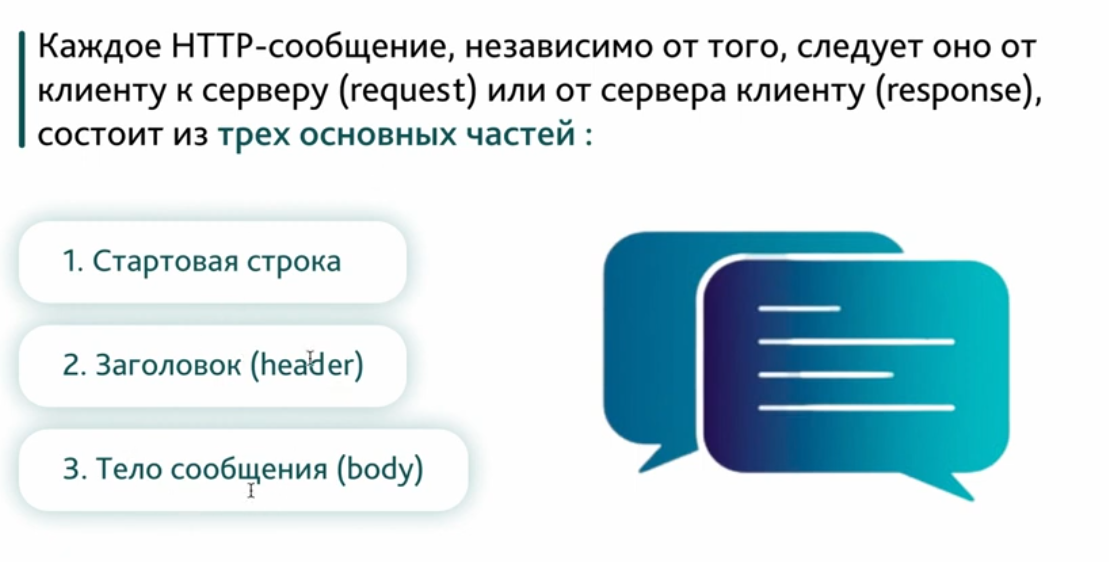 Каждое HTTP-сообщение, независимо от того, следует оно от
клиенту к серверу (request) или от сервера клиенту (response),
состоит из трех основных частей :
1. Стартовая строка
2. Заголовок (header)
3. Тело сообщения (body)